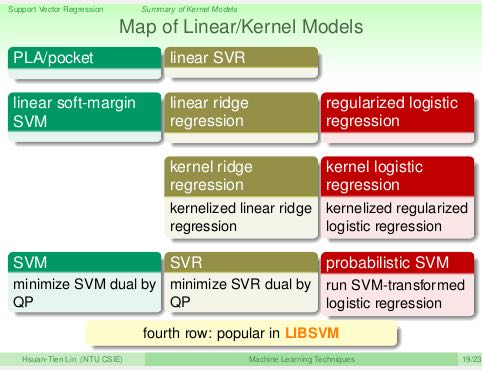 Support Vector Regression Summary of Kernel Models
Map of Linear/Kernel Models
PLA/pocket
linear SVR
linear soft-margin
SVM
linear ridge
regression
regularized logistic
regression
kernel ridge
regression
kernelized linear ridge
regression
kernel logistic
regression
kernelized regularized
logistic regression
SVM
minimize SVM dual by
QP
SVR
minimize SVR dual by
QP
probabilistic SVM
run SVM-transformed
logistic regression
fourth row: popular in LIBSVM
Hsuan-Tien Lin (NTU CSIE) Machine Learning Techniques 19/23